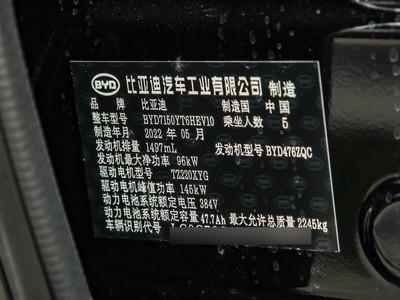 BYD 比亚迪汽车工业有限公司 制造
品牌 比亚迪 制造国 中国
整车型号 BYD7150YT6HEV10 乘坐人数 5
制造年月 2022 年 05 月
发动机排量 1497mL 发动机型号 BYD476ZQC
发动机最大净功率 96kW
驱动电机型号 TZ220XYG
驱动电机峰值功率 145kW
动力电池系统额定电压 384V
动力电池系统额定容量 47.7Ah 最大允许总质量 2245kg
车辆识别代号